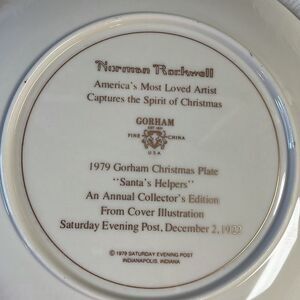 Norman Rockwell
America's Most Loved Artist
Captures the Spirit of Christmas
GORHAM
EST. 1831
FINE CHINA
U.S.A.
1979 Gorham Christmas Plate
"Santa's Helpers"
An Annual Collector's Edition
From Cover Illustration
Saturday Evening Post, December 2, 1922
© 1979 SATURDAY EVENING POST
INDIANAPOLIS, INDIANA